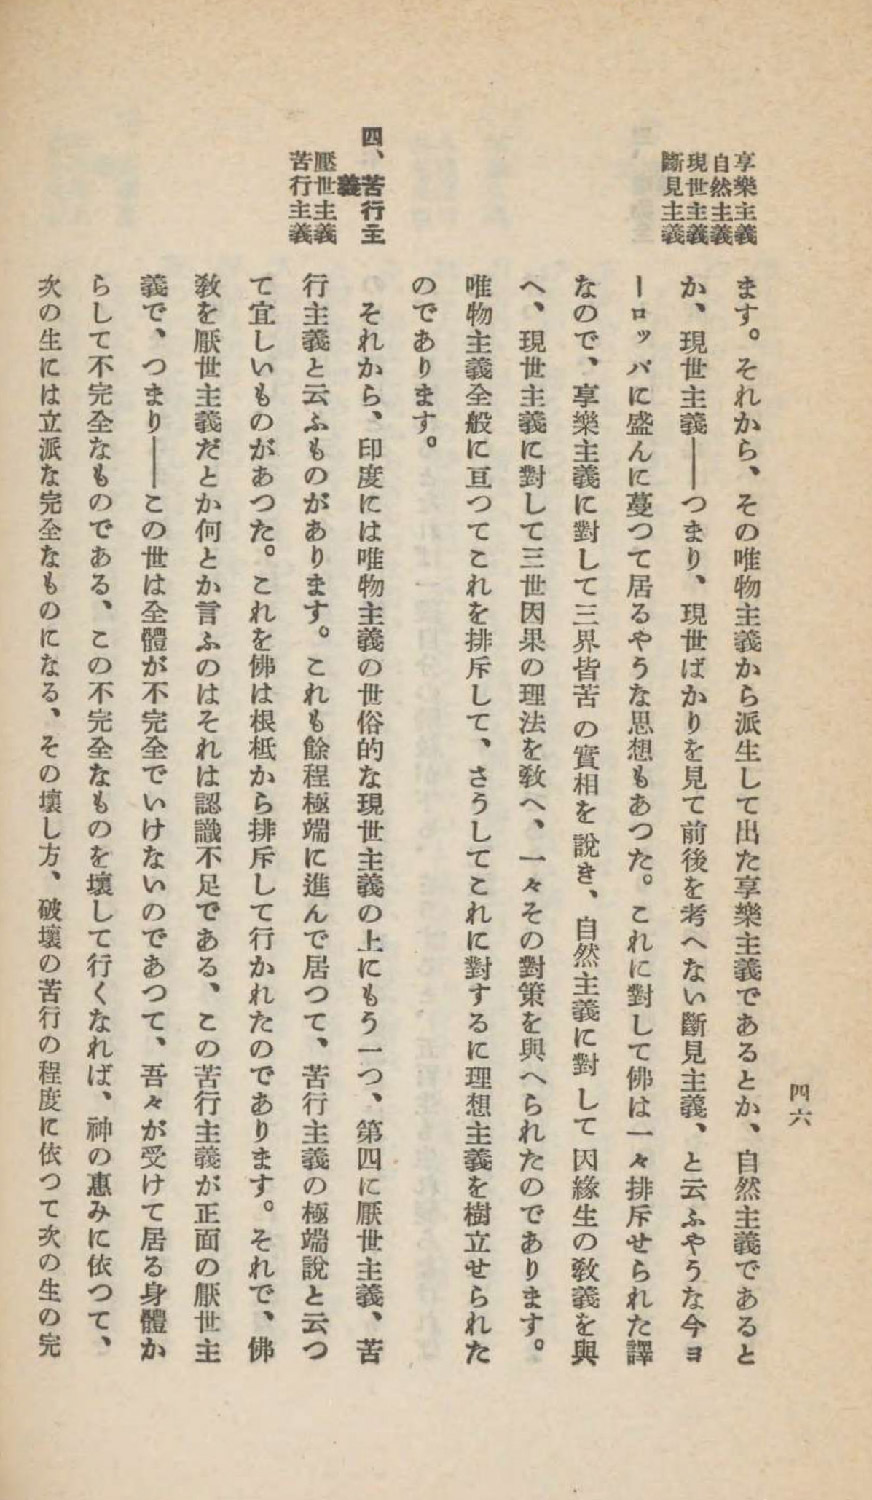 四六
享樂主義
自然主義
現世主義
斷見主義
ます。それから、その唯物主義から派生して出た享樂主義であるとか、自然主義であると
か、現世主義――つまり、現世ばかりを見て前後を考へない斷見主義、と云ふやうな今ヨ
ーロッパに盛んに蔓つて居るやうな思想もあつた。これに對して佛は一々排斥せられた譯
なので、享樂主義に對して三界皆苦の實相を說き、自然主義に對して因緣生の敎義を與
へ、現世主義に對して三世因果の理法を敎へ、一々その對策を與へられたのであります。
唯物主義全般に亙つてこれを排斥して、さうしてこれに對するに理想主義を樹立せられた
のであります。
四、苦行主
義
壓世主義
苦行主義
それから、印度には唯物主義の世俗的な現世主義の上にもう一つ、第四に厭世主義、苦
行主義と云ふものがあります。これも餘程極端に進んで居つて、苦行主義の極端說と云つ
て宜しいものがあつた。これを佛は根柢から排斥して行かれたのであります。それで、佛
敎を厭世主義だとか何とか言ふのはそれは認識不足である、この苦行主義が正面の厭世主
義で、つまり――この世は全體が不完全でいけないのであつて、吾々が受けて居る身體か
らして不完全なものである、この不完全なものを壞して行くなれば、神の惠みに依つて、
次の生には立派な完全なものになる、その壞し方、破壞の苦行の程度に依つて次の生の完